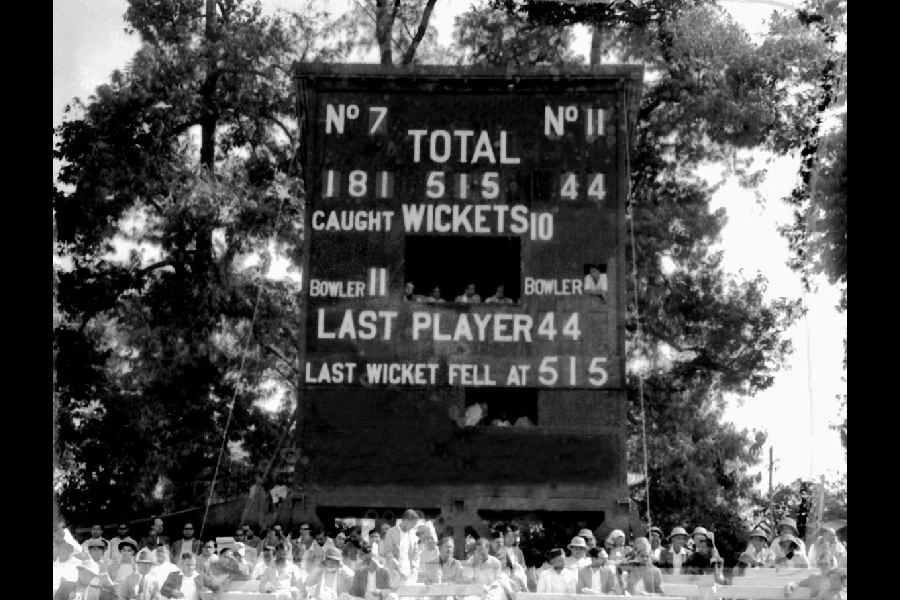 Nº 7 Nº 11
TOTAL
181 515 44
CAUGHT WICKETS 10
BOWLER 11 BOWLER
LAST PLAYER 44
LAST WICKET FELL AT 515